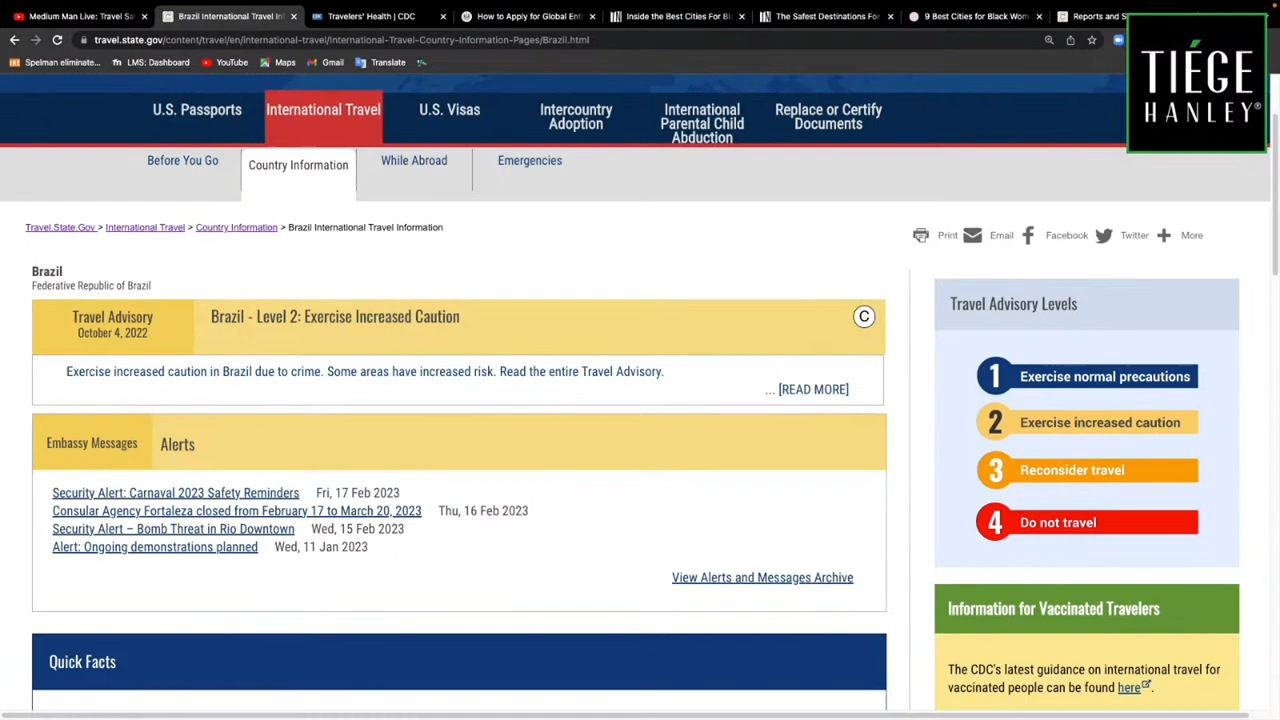 Medium Man Live: Travel Sa
Brazil International Travel In
Travelers' Health | CDC
How to Apply for Global Ent
Inside the Best Cities For Bl
The Safest Destinations For
9 Best Cities for Black Wom
Reports and S
travel.state.gov/content/travel/en/international-travel/International-Travel-Country-Information-Pages/Brazil.html
Spelman eliminate...
LMS: Dashboard
YouTube
Maps
Gmail
Translate
TIÉGE
HANLEY®
U.S. Passports
International Travel
U.S. Visas
Intercountry
Adoption
International
Parental Child
Abduction
Replace or Certify
Documents
Before You Go
Country Information
While Abroad
Emergencies
Travel.State.Gov > International Travel > Country Information > Brazil International Travel Information
Print
Email
Facebook
Twitter
More
Brazil
Federative Republic of Brazil
Travel Advisory
October 4, 2022
Brazil - Level 2: Exercise Increased Caution
C
Exercise increased caution in Brazil due to crime. Some areas have increased risk. Read the entire Travel Advisory.
... [READ MORE]
Embassy Messages
Alerts
Security Alert: Carnaval 2023 Safety Reminders Fri, 17 Feb 2023
Consular Agency Fortaleza closed from February 17 to March 20, 2023 Thu, 16 Feb 2023
Security Alert – Bomb Threat in Rio Downtown Wed, 15 Feb 2023
Alert: Ongoing demonstrations planned Wed, 11 Jan 2023
View Alerts and Messages Archive
Quick Facts
Travel Advisory Levels
1 Exercise normal precautions
2 Exercise increased caution
3 Reconsider travel
4 Do not travel
Information for Vaccinated Travelers
The CDC's latest guidance on international travel for
vaccinated people can be found here.